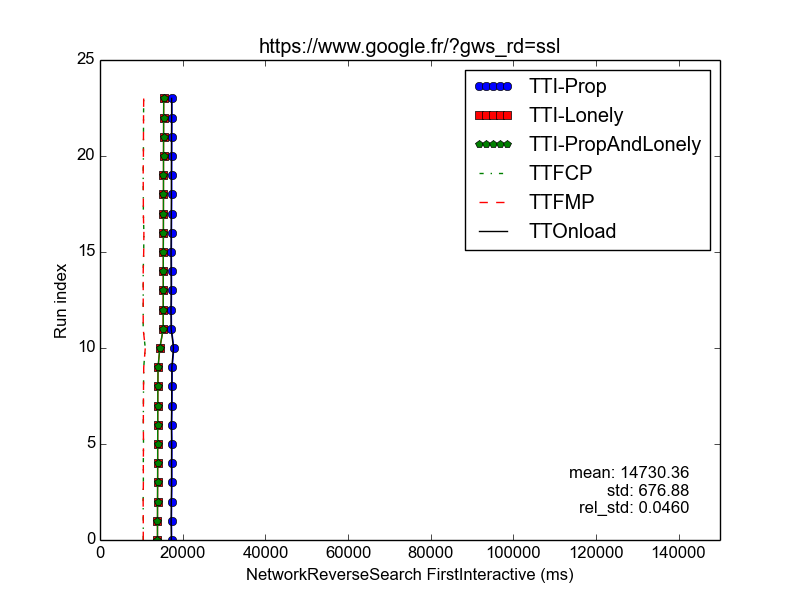 https://www.google.fr/?gws_rd=ssl
25
20
15
10
5
0
Run index
TTI-Prop
TTI-Lonely
TTI-PropAndLonely
TTFCP
TTFMP
TTOnload
mean: 14730.36
std: 676.88
rel_std: 0.0460
0 20000 40000 60000 80000 100000 120000 140000
NetworkReverseSearch FirstInteractive (ms)